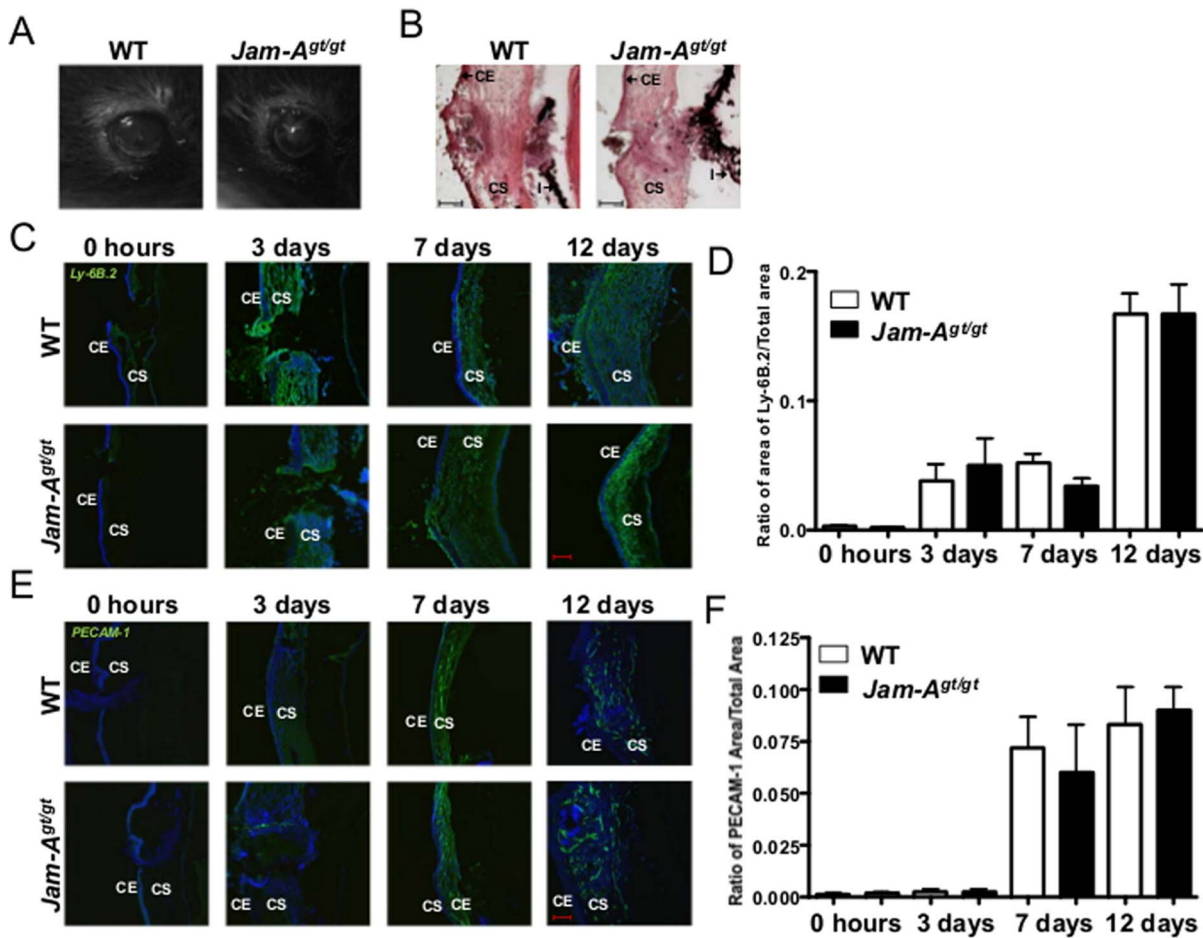 A
WT
Jam-Agt/gt
B
WT
Jam-Agt/gt
CE
CS
I
CE
CS
I
C
0 hours
3 days
7 days
12 days
WT
Ly-6B.2
CE
CS
CE
CS
CE
CS
CE
CS
Jam-Agt/gt
CE
CS
CE
CS
CE
CS
CE
CS
D
Ratio of area of Ly-6B.2/Total area
0.2
0.1
0.0
WT
Jam-Agt/gt
0 hours
3 days
7 days
12 days
E
0 hours
3 days
7 days
12 days
WT
PECAM-1
CE
CS
CE
CS
CE
CS
CE
CS
Jam-Agt/gt
CE
CS
CE
CS
CS
CE
CE
CS
F
Ratio of PECAM-1 Area/Total Area
0.125
0.100
0.075
0.050
0.025
0.000
WT
Jam-Agt/gt
0 hours
3 days
7 days
12 days